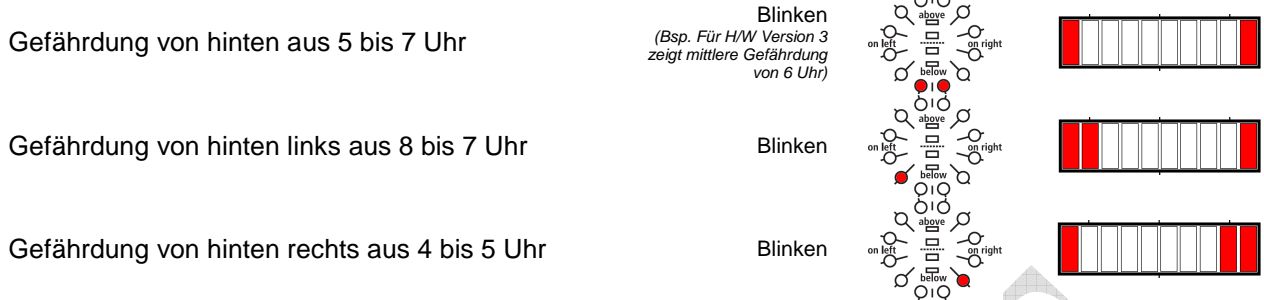 Gefährdung von hinten aus 5 bis 7 Uhr
Blinken
(Bsp. Für H/W Version 3
zeigt mittlere Gefährdung
von 6 Uhr)
above
on left
on right
below
Gefährdung von hinten links aus 8 bis 7 Uhr
Blinken
above
on left
on right
below
Gefährdung von hinten rechts aus 4 bis 5 Uhr
Blinken
above
on left
on right
below